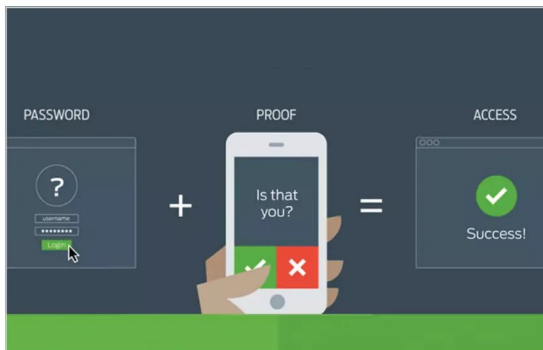 PASSWORD
PROOF
ACCESS
?
username
Login
+
Is that
you?
=
Success!